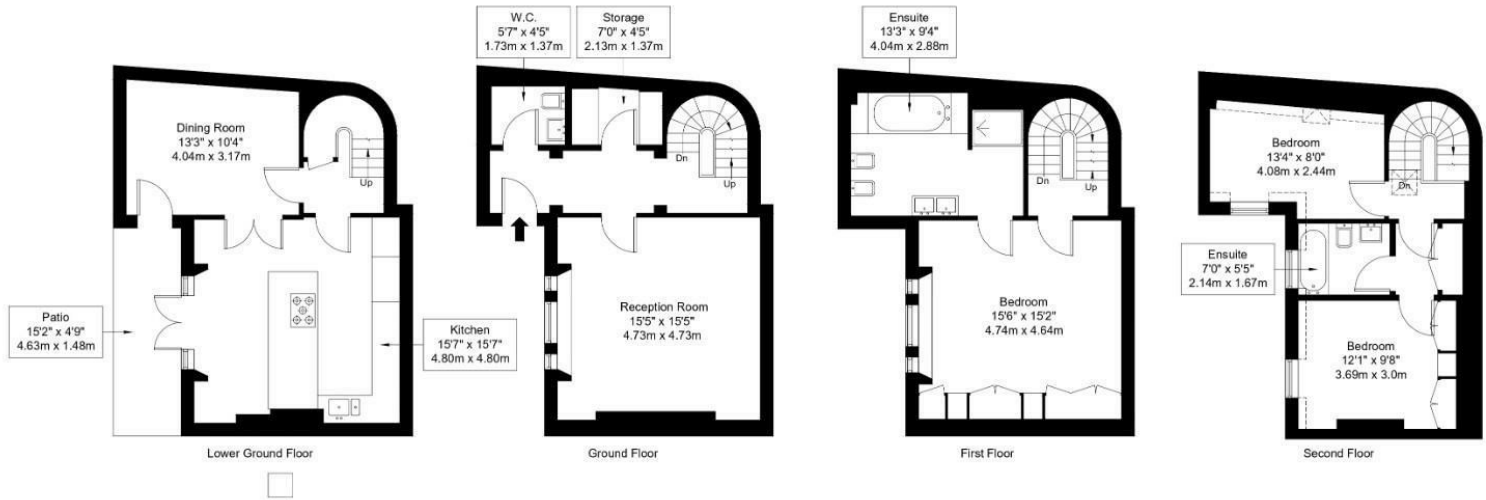 Dining Room
13'3" x 10'4"
4.04m x 3.17m
Up
Patio
15'2" x 4'9"
4.63m x 1.48m
Kitchen
15'7" x 15'7"
4.80m x 4.80m
Lower Ground Floor
W.C.
5'7" x 4'5"
1.73m x 1.37m
Storage
7'0" x 4'5"
2.13m x 1.37m
Dn
Up
Reception Room
15'5" x 15'5"
4.73m x 4.73m
Ground Floor
Ensuite
13'3" x 9'4"
4.04m x 2.88m
Dn
Up
Bedroom
15'6" x 15'2"
4.74m x 4.64m
First Floor
Bedroom
13'4" x 8'0"
4.08m x 2.44m
Dn
Ensuite
7'0" x 5'5"
2.14m x 1.67m
Bedroom
12'1" x 9'8"
3.69m x 3.0m
Second Floor